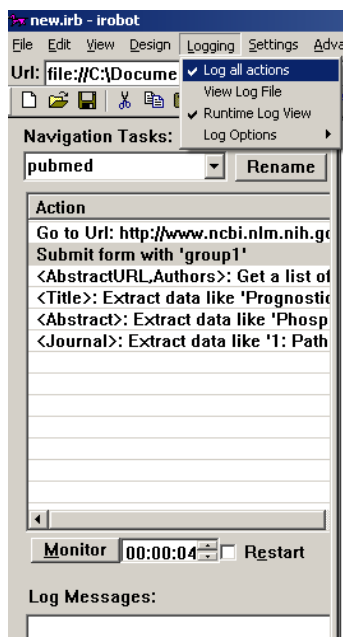 new.irb - irobot
File Edit View Design Logging Settings Adva
Url: file://C:\Docume
Log all actions
View Log File
Runtime Log View
Log Options
Navigation Tasks:
pubmed Rename
Action
Go to Url: http://www.ncbi.nlm.nih.go
Submit form with 'group1'
<AbstractURL,Authors>: Get a list of
<Title>: Extract data like 'Prognostic
<Abstract>: Extract data like 'Phosp
<Journal>: Extract data like '1: Path
Monitor 00:00:04 Restart
Log Messages: